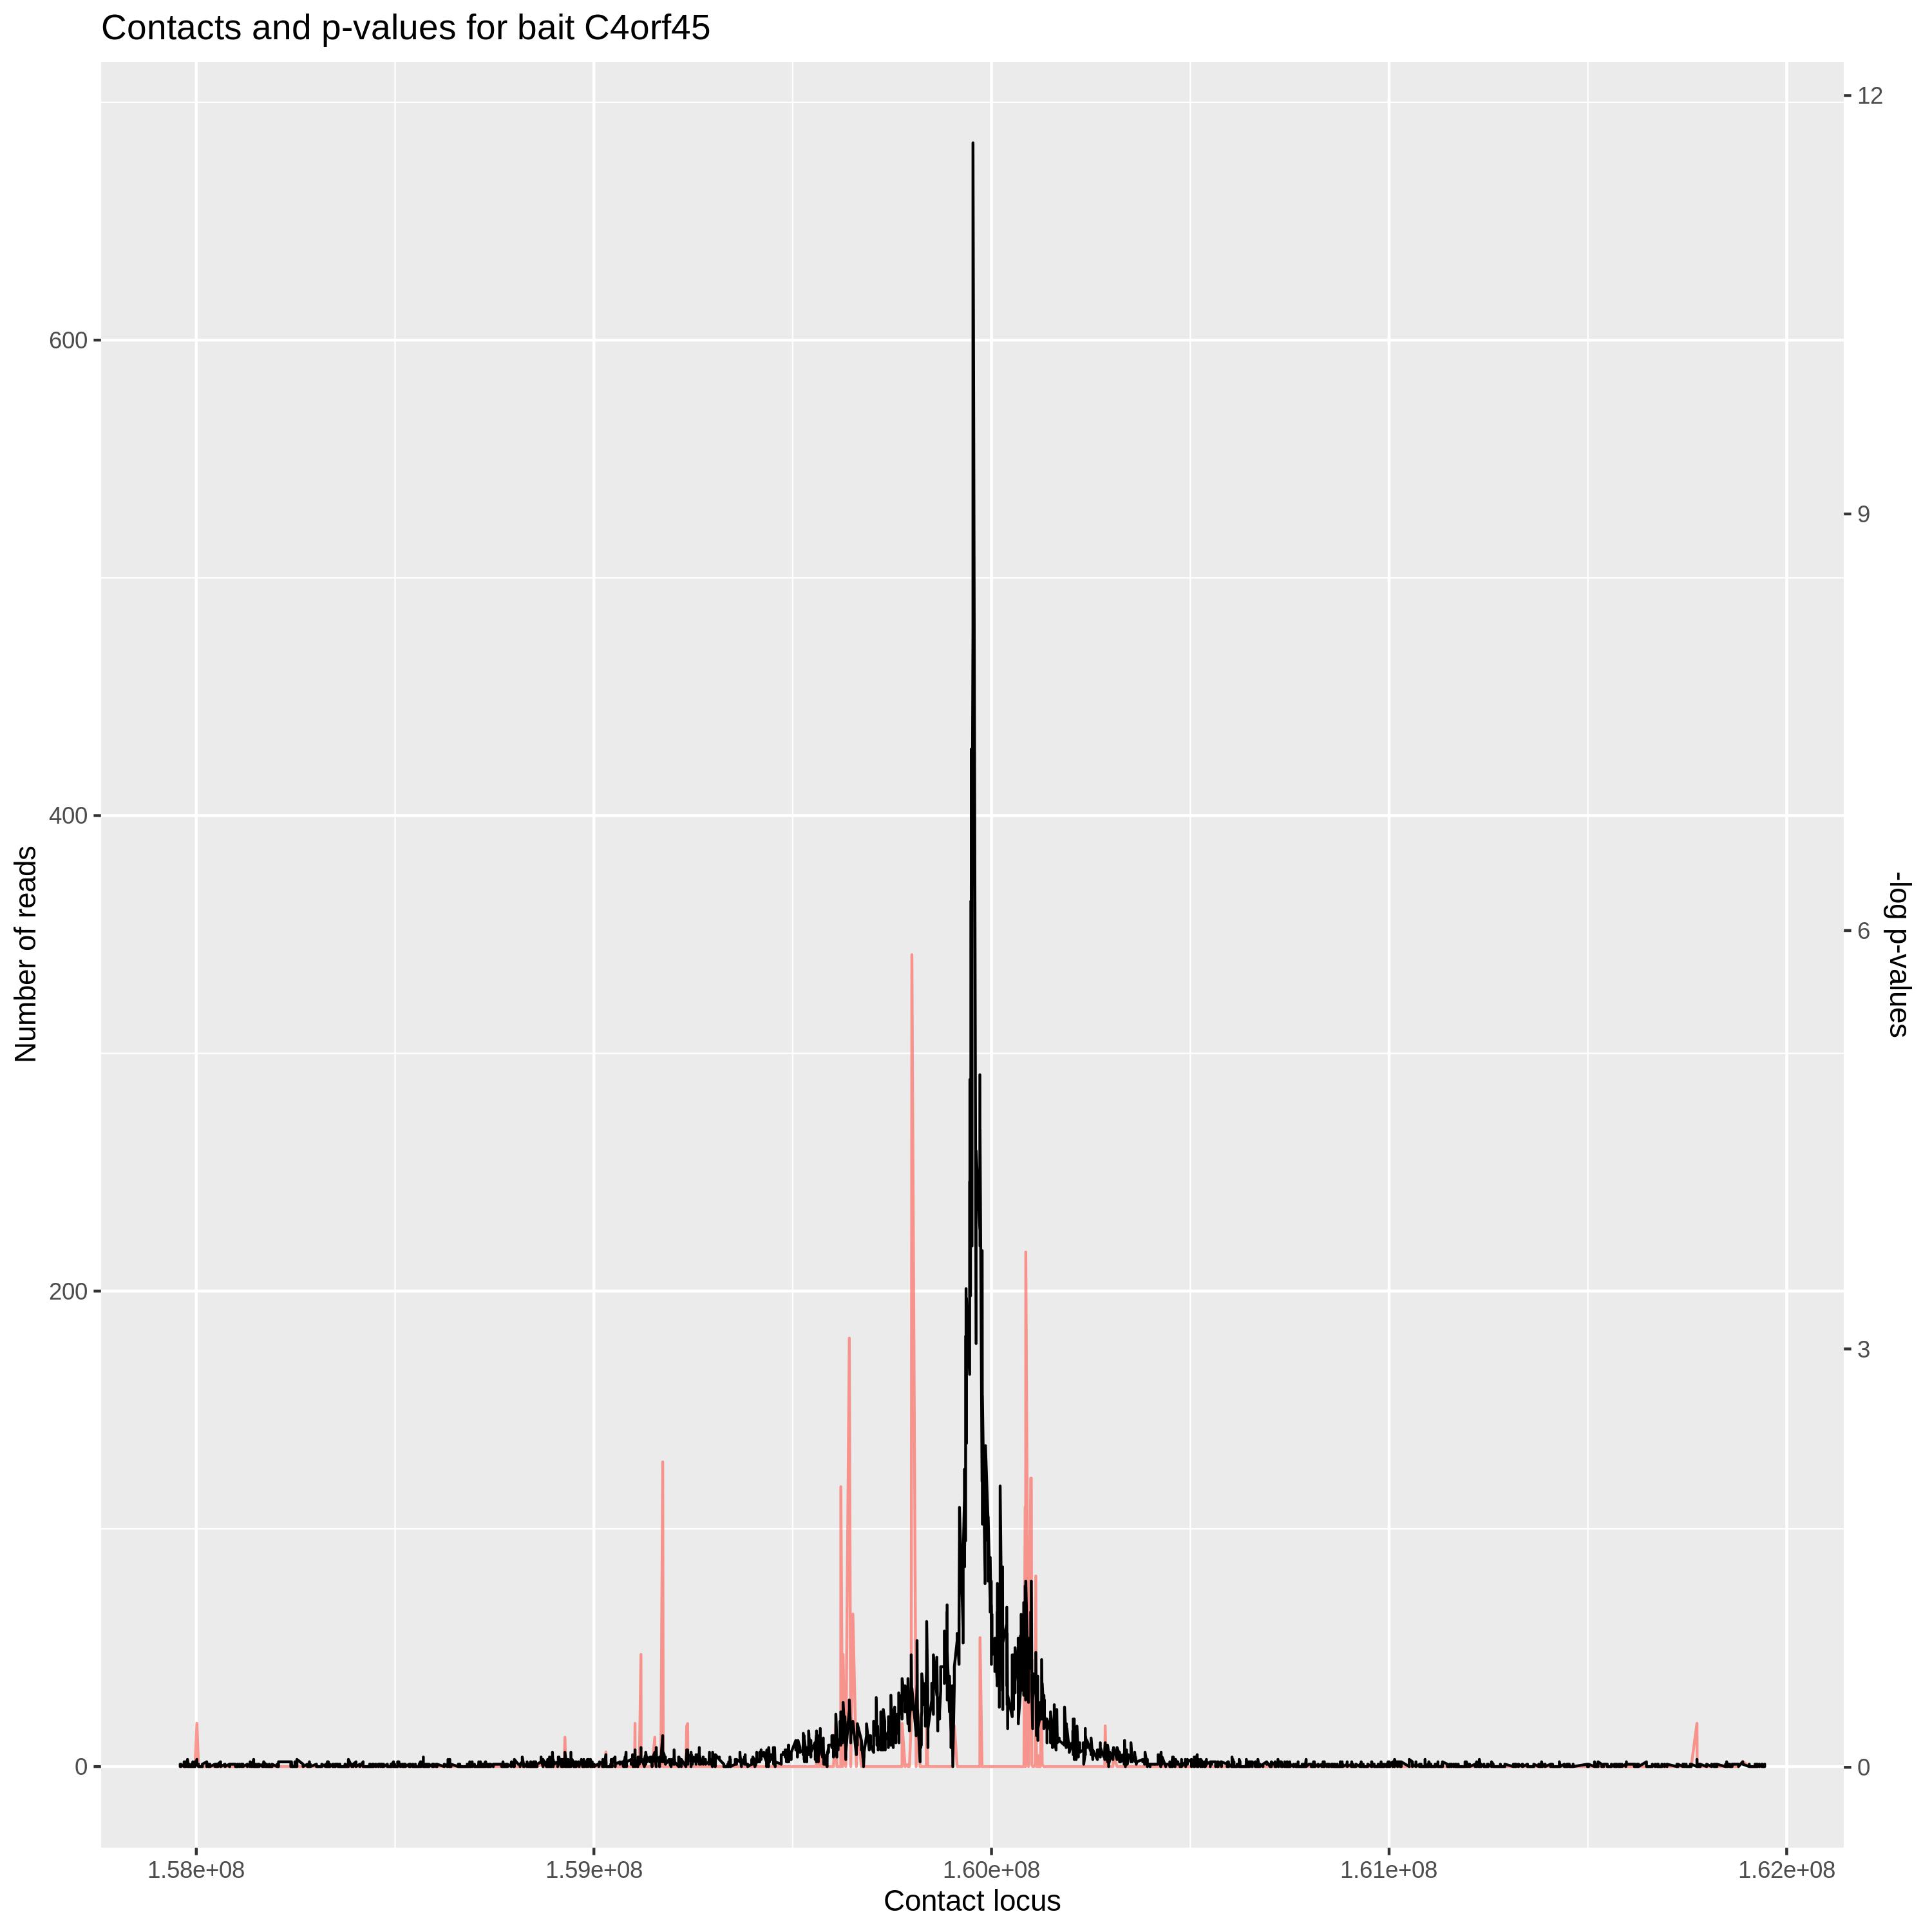 Contacts and p-values for bait C4orf45
Number of reads
600
400
200
0
12
9
6
3
0
-log p-values
1.58e+08
1.59e+08
1.60e+08
1.61e+08
1.62e+08
Contact locus